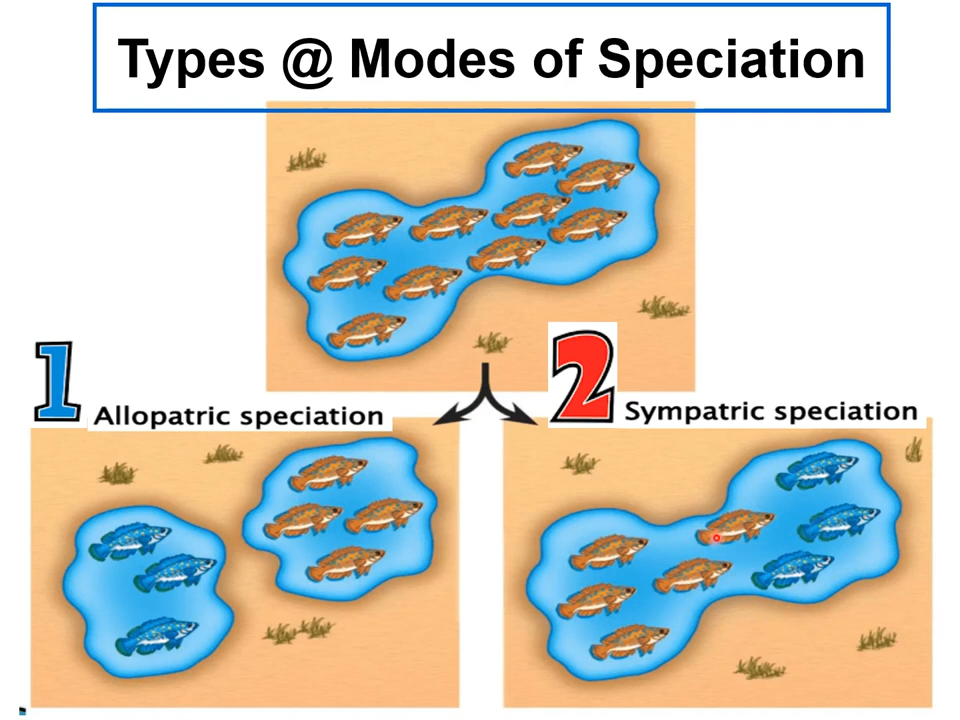 Types @ Modes of Speciation
1
Allopatric speciation
2
Sympatric speciation